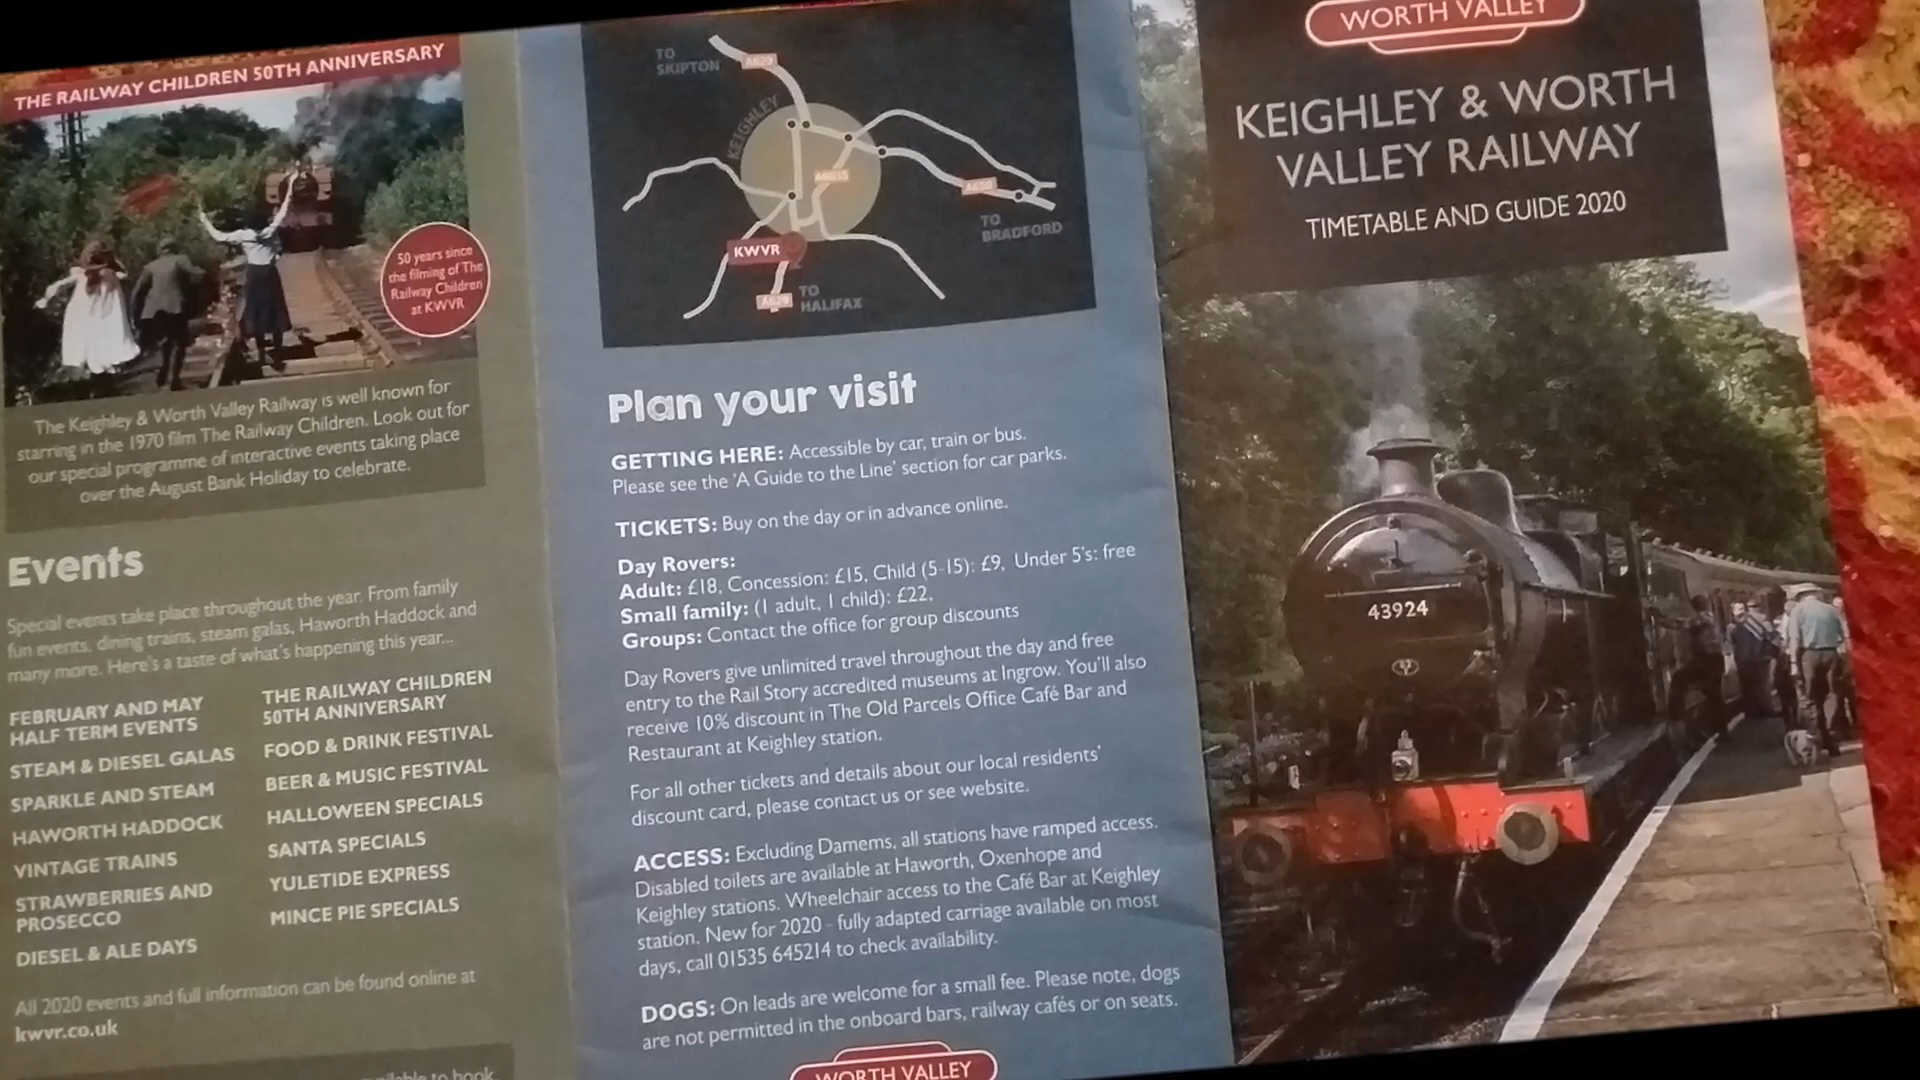 THE RAILWAY CHILDREN 50TH ANNIVERSARY
50 years since
the filming of The
Railway Children
at KWVR
The Keighley & Worth Valley Railway is well known for
starring in the 1970 film The Railway Children. Look out for
our special programme of interactive events taking place
over the August Bank Holiday to celebrate.
Events
Special events take place throughout the year. From family
fun events, dining trains, steam galas, Haworth Haddock and
many more. Here's a taste of what's happening this year...
FEBRUARY AND MAY
HALF TERM EVENTS
STEAM & DIESEL GALAS
SPARKLE AND STEAM
HAWORTH HADDOCK
VINTAGE TRAINS
STRAWBERRIES AND
PROSECCO
DIESEL & ALE DAYS
THE RAILWAY CHILDREN
50TH ANNIVERSARY
FOOD & DRINK FESTIVAL
BEER & MUSIC FESTIVAL
HALLOWEEN SPECIALS
SANTA SPECIALS
YULETIDE EXPRESS
MINCE PIE SPECIALS
All 2020 events and full information can be found online at
kwvr.co.uk
to book
TO
SKIPTON
A629
KEIGHLEY
A6035
A650
TO
BRADFORD
KWVR
A629
TO
HALIFAX
Plan your visit
GETTING HERE: Accessible by car, train or bus.
Please see the 'A Guide to the Line' section for car parks.
TICKETS: Buy on the day or in advance online.
Day Rovers:
Adult: £18, Concession: £15, Child (5-15): £9, Under 5's: free
Small family: (1 adult, 1 child): £22,
Groups: Contact the office for group discounts
Day Rovers give unlimited travel throughout the day and free
entry to the Rail Story accredited museums at Ingrow. You'll also
receive 10% discount in The Old Parcels Office Café Bar and
Restaurant at Keighley station.
For all other tickets and details about our local residents'
discount card, please contact us or see website.
ACCESS: Excluding Damems, all stations have ramped access.
Disabled toilets are available at Haworth, Oxenhope and
Keighley stations. Wheelchair access to the Café Bar at Keighley
station. New for 2020 - fully adapted carriage available on most
days, call 01535 645214 to check availability.
DOGS: On leads are welcome for a small fee. Please note, dogs
are not permitted in the onboard bars, railway cafés or on seats.
WORTH VALLEY
WORTH VALLEY
KEIGHLEY & WORTH
VALLEY RAILWAY
TIMETABLE AND GUIDE 2020
43924